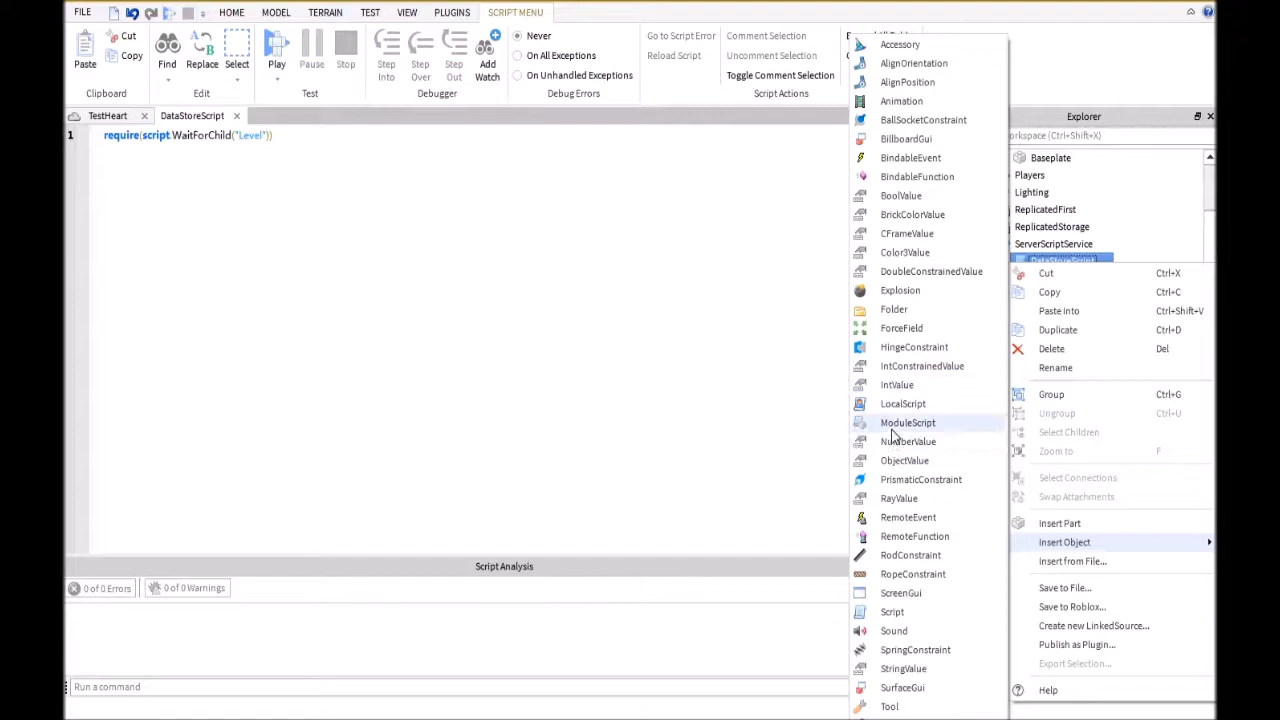 FILE HOME MODEL TERRAIN TEST VIEW PLUGINS SCRIPT MENU
Cut
Copy
Paste
Clipboard
Find Replace Select
Edit
Play Pause Stop
Test
Step Into
Step Over
Step Out
Add Watch
Debugger
Never
On All Exceptions
On Unhandled Exceptions
Debug Errors
Go to Script Error
Reload Script
Comment Selection
Uncomment Selection
Toggle Comment Selection
Script Actions
TestHeart DataStoreScript
1 require(script.WaitForChild("Level"))
Accessory
AlignOrientation
AlignPosition
Animation
BallSocketConstraint
BillboardGui
BindableEvent
BindableFunction
BoolValue
BrickColorValue
CFrameValue
Color3Value
DoubleConstrainedValue
Explosion
Folder
ForceField
HingeConstraint
IntConstrainedValue
IntValue
LocalScript
ModuleScript
NumberValue
ObjectValue
PrismaticConstraint
RayValue
RemoteEvent
RemoteFunction
RodConstraint
RopeConstraint
ScreenGui
Script
Sound
SpringConstraint
StringValue
SurfaceGui
Tool
Explorer
orkspace (Ctrl+Shift+X)
Baseplate
Players
Lighting
ReplicatedFirst
ReplicatedStorage
ServerScriptService
DataStoreScript
Cut Ctrl+X
Copy Ctrl+C
Paste Into Ctrl+Shift+V
Duplicate Ctrl+D
Delete Del
Rename
Group Ctrl+G
Ungroup Ctrl+U
Select Children
Zoom to F
Select Connections
Swap Attachments
Insert Part
Insert Object
Insert from File...
Save to File...
Save to Roblox...
Create new LinkedSource...
Publish as Plugin...
Export Selection...
Help
Script Analysis
0 of 0 Errors 0 of 0 Warnings
Run a command